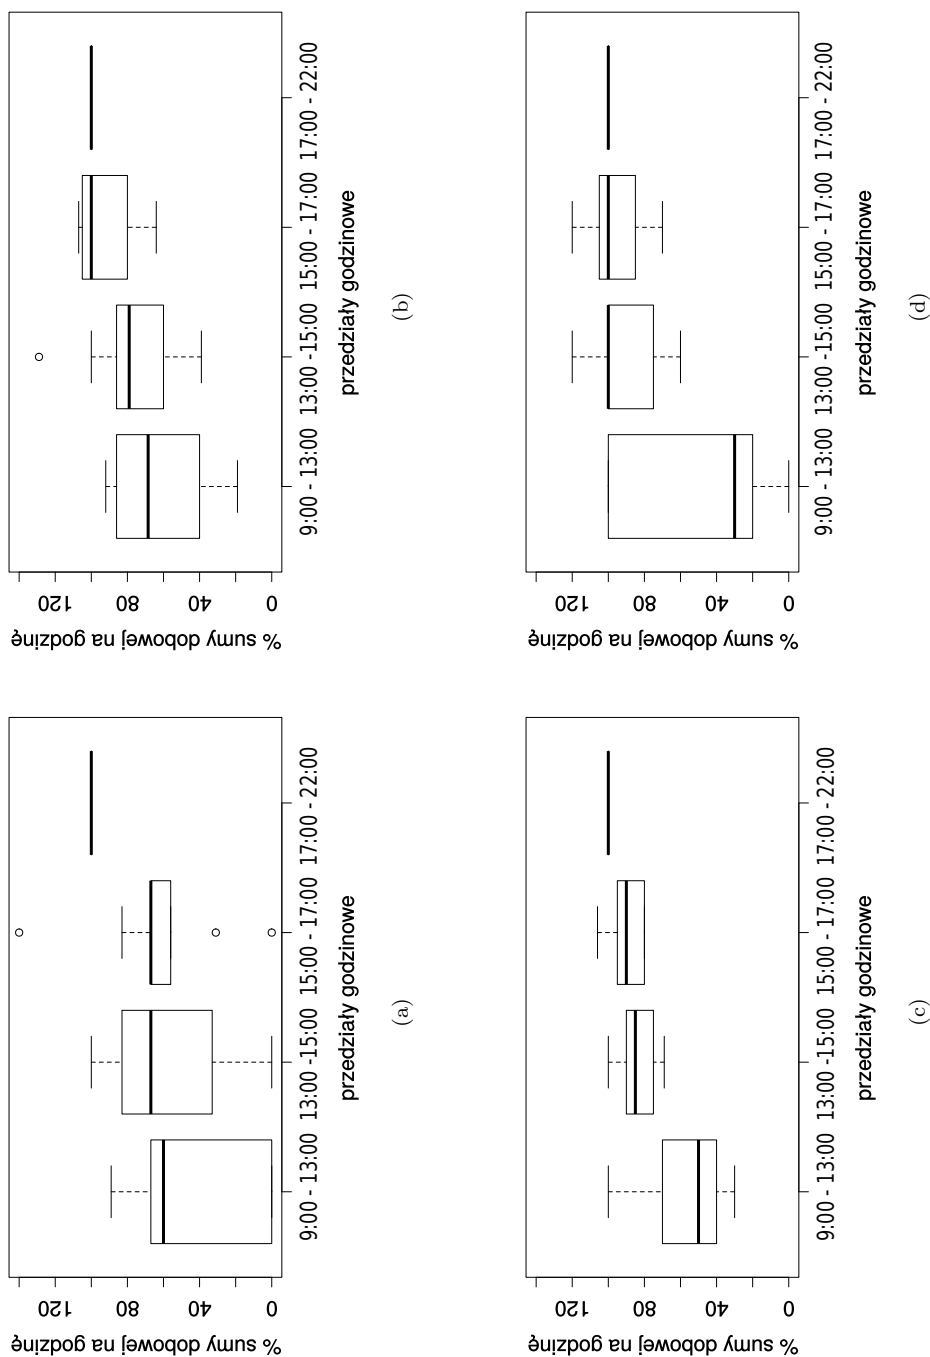 % sumy dobowej na godzinę
0 40 80 120
9:00 - 13:00 13:00 -15:00 15:00 - 17:00 17:00 - 22:00
przedziały godzinowe
(a)
% sumy dobowej na godzinę
0 40 80 120
9:00 - 13:00 13:00 -15:00 15:00 - 17:00 17:00 - 22:00
przedziały godzinowe
(b)
% sumy dobowej na godzinę
0 40 80 120
9:00 - 13:00 13:00 -15:00 15:00 - 17:00 17:00 - 22:00
przedziały godzinowe
(c)
% sumy dobowej na godzinę
0 40 80 120
9:00 - 13:00 13:00 -15:00 15:00 - 17:00 17:00 - 22:00
przedziały godzinowe
(d)